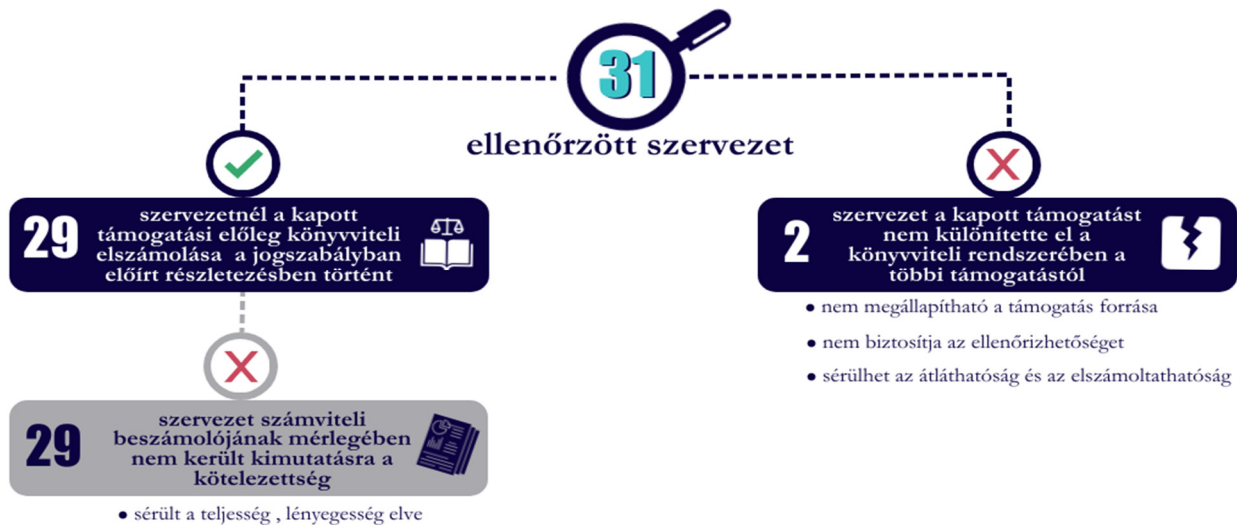 31
ellenőrzött szervezet
29
szervezetnél a kapott
támogatási előleg könyvviteli
elszámolása a jogszabályban
előírt részletezésben történt
29
szervezet számviteli
beszámolójának mérlegében
nem került kimutatásra a
kötelezettség
• sérült a teljesség , lényegesség elve
2
szervezet a kapott támogatást
nem különítette el a
könyvviteli rendszerében a
többi támogatástól
• nem megállapítható a támogatás forrása
• nem biztosítja az ellenőrizhetőséget
• sérülhet az átláthatóság és az elszámoltathatóság